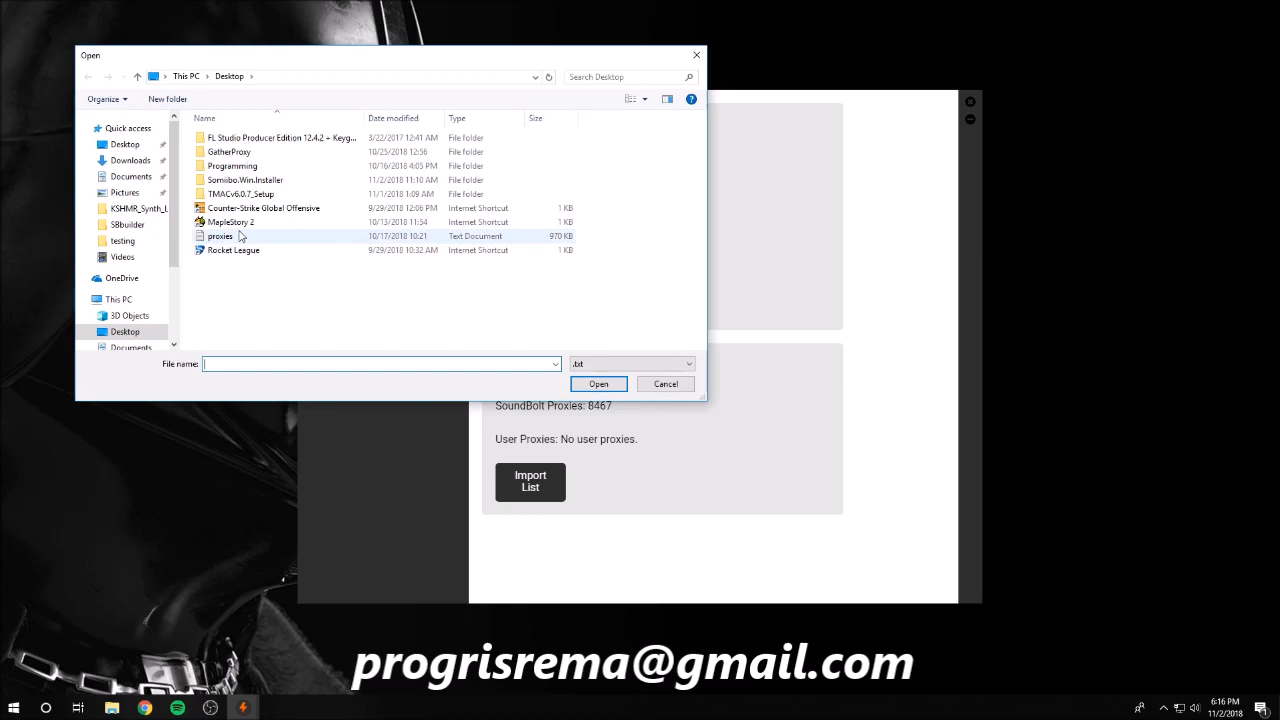 Open
This PC
Desktop
Search Desktop
Organize
New folder
Name
Date modified
Type
Size
Quick access
Desktop
Downloads
Documents
Pictures
KSHMR_Synth_L
SBbuilder
testing
Videos
OneDrive
This PC
3D Objects
Desktop
Documents
FL Studio Producer Edition 12.4.2 + Keyg... 3/22/2017 12:41 AM File folder
GatherProxy 10/25/2018 12:56 File folder
Programming 10/16/2018 4:05 PM File folder
Somiibo.Win.Installer 11/2/2018 11:10 AM File folder
TMACv6.0.7_Setup 11/1/2018 1:09 AM File folder
Counter-Strike Global Offensive 9/29/2018 12:06 PM Internet Shortcut 1 KB
MapleStory 2 10/13/2018 11:54 Internet Shortcut 1 KB
proxies 10/17/2018 10:21 Text Document 970 KB
Rocket League 9/29/2018 10:32 AM Internet Shortcut 1 KB
File name:
.txt
Open
Cancel
SoundBolt Proxies: 8467
User Proxies: No user proxies.
Import
List
progrisrema@gmail.com
6:16 PM
11/2/2018
1